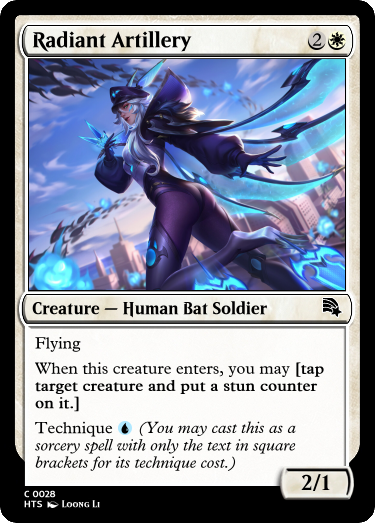 Radiant Artillery 2
Creature — Human Bat Soldier
Flying
When this creature enters, you may [tap
target creature and put a stun counter
on it.]
Technique (You may cast this as a
sorcery spell with only the text in square
brackets for its technique cost.)
2/1
C 0028
HTS Loong Li